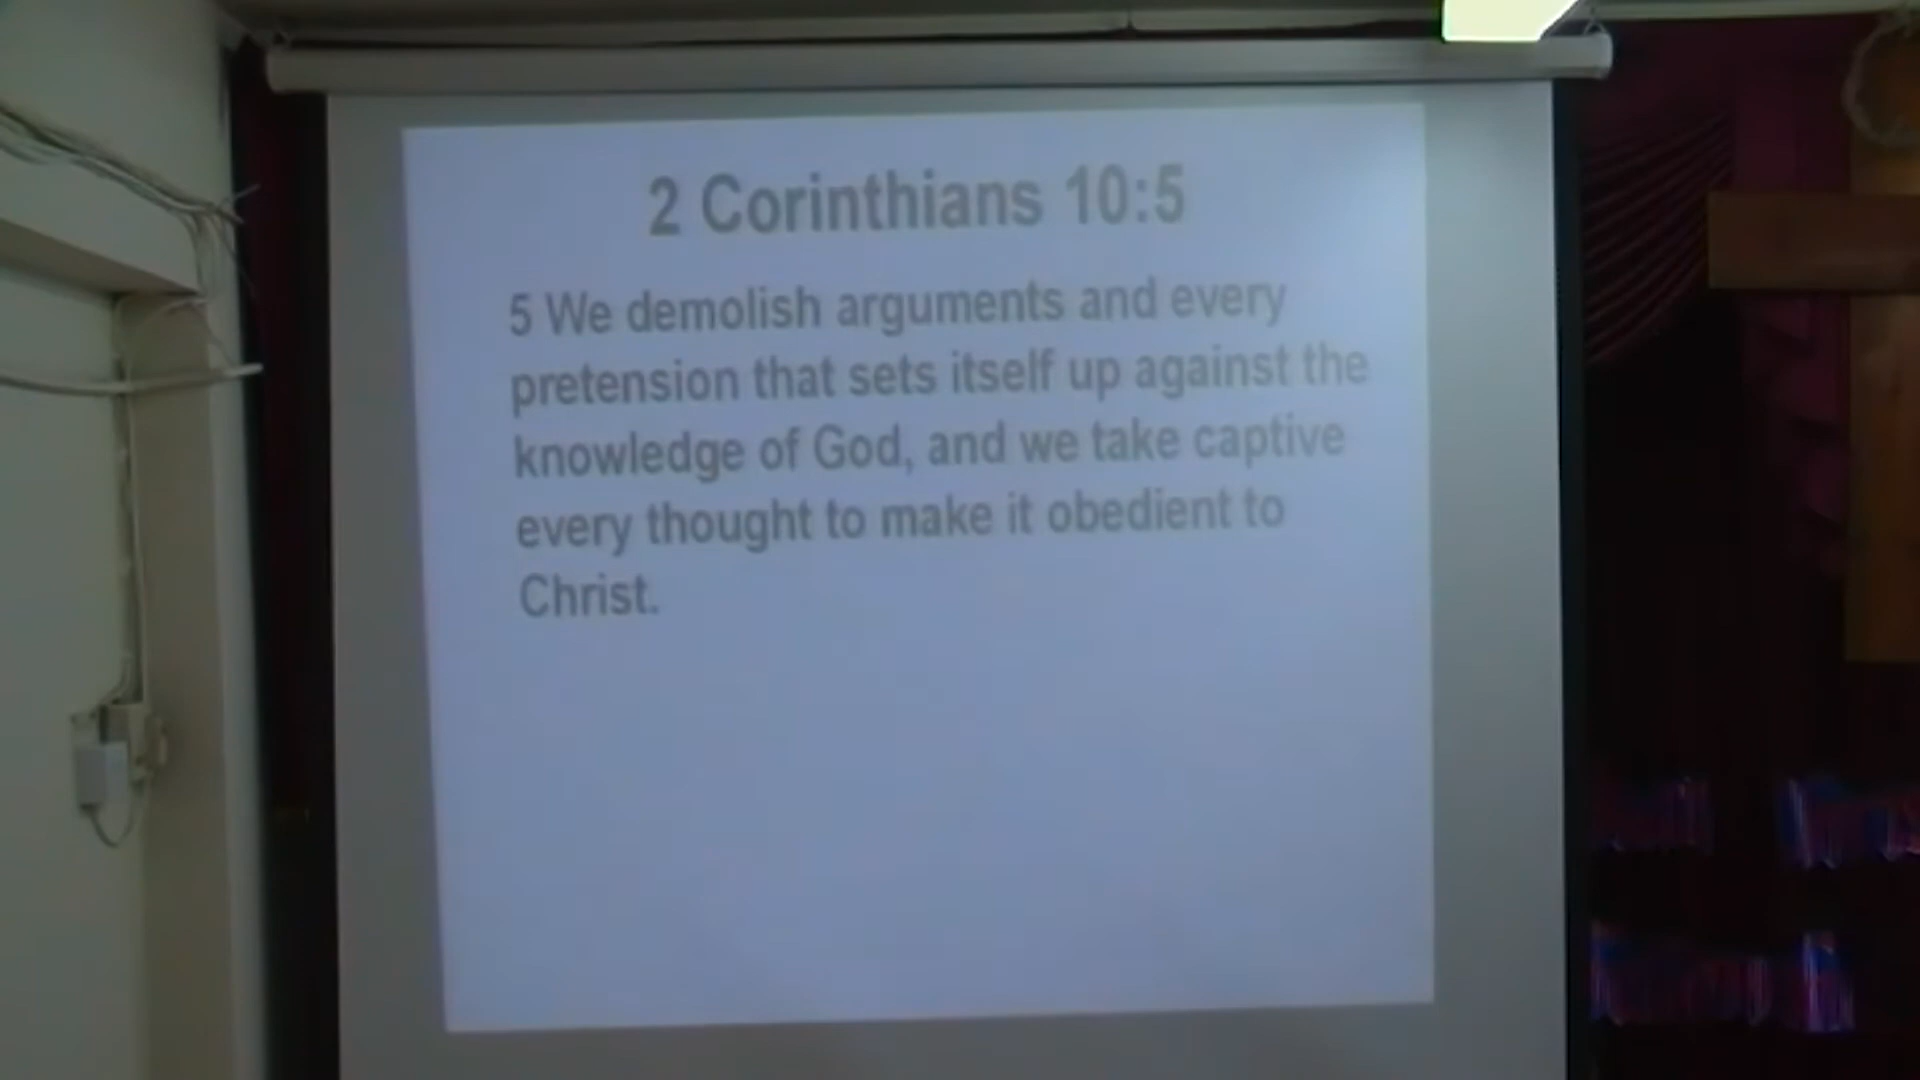 2 Corinthians 10:5
5 We demolish arguments and every
pretension that sets itself up against the
knowledge of God, and we take captive
every thought to make it obedient to
Christ.